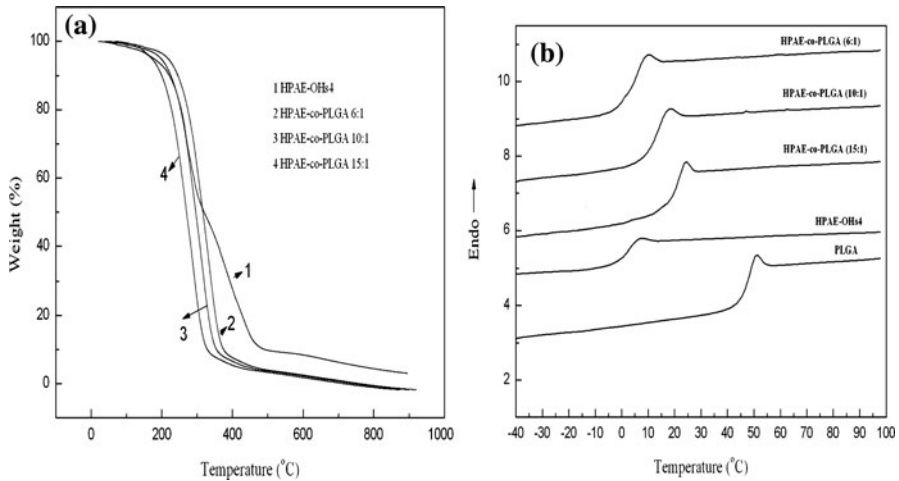 (a)
100
80
60
40
20
0
Weight (%)
1 HPAE-OHs4
2 HPAE-co-PLGA 6:1
3 HPAE-co-PLGA 10:1
4 HPAE-co-PLGA 15:1
4
1
3
2
0 200 400 600 800 1000
Temperature (°C)
(b)
10
8
6
4
2
Endo
HPAE-co-PLGA (6:1)
HPAE-co-PLGA (10:1)
HPAE-co-PLGA (15:1)
HPAE-OHs4
PLGA
-40 -30 -20 -10 0 10 20 30 40 50 60 70 80 90 100
Temperature (°C)